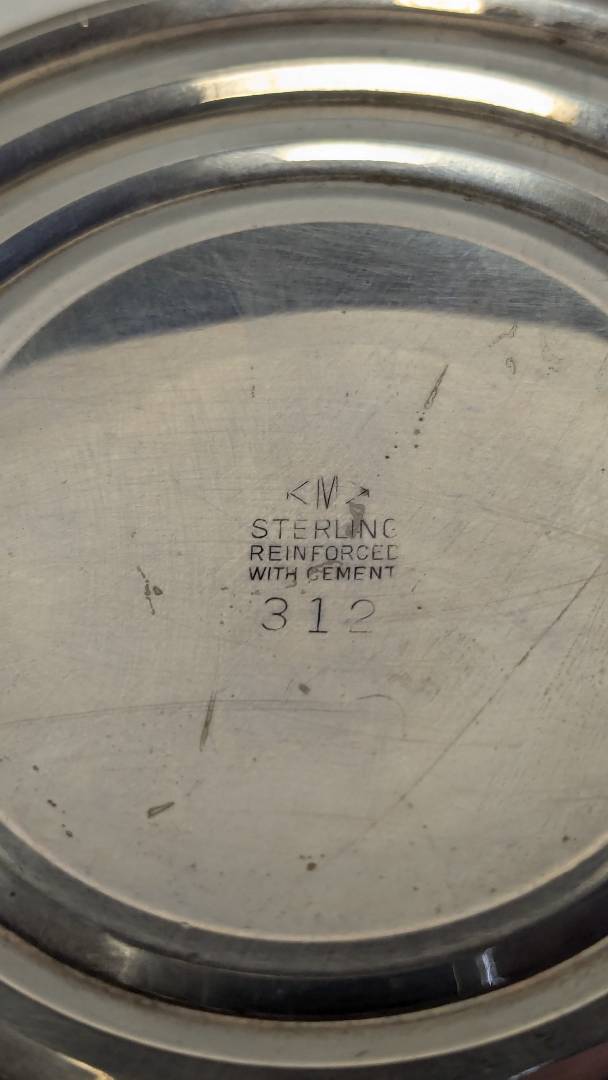 <M>
STERLING
REINFORCED
WITH CEMENT
312